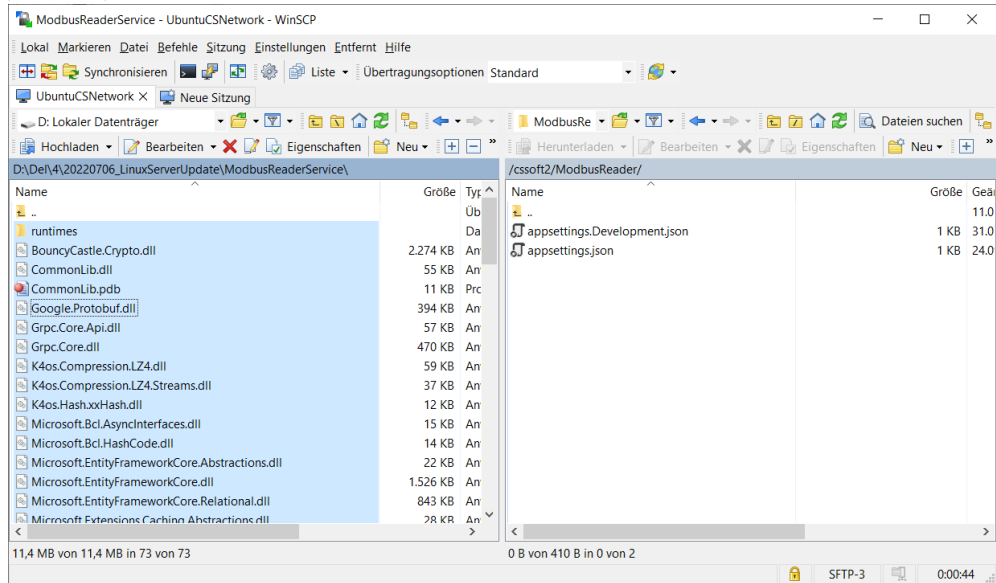 ModbusReaderService - UbuntuCSNetwork - WinSCP
Lokal Markieren Datei Befehle Sitzung Einstellungen Entfernt Hilfe
Synchronisieren Liste Übertragungsoptionen Standard
UbuntuCSNetwork X Neue Sitzung
D: Lokaler Datenträger
Hochladen Bearbeiten Eigenschaften Neu
D:\Del\4\20220706_LinuxServerUpdate\ModbusReaderService\
Name Größe Typ
.. Üb
runtimes Da
BouncyCastle.Crypto.dll 2.274 KB An
CommonLib.dll 55 KB An
CommonLib.pdb 11 KB Pro
Google.Protobuf.dll 394 KB An
Grpc.Core.Api.dll 57 KB An
Grpc.Core.dll 470 KB An
K4os.Compression.LZ4.dll 59 KB An
K4os.Compression.LZ4.Streams.dll 37 KB An
K4os.Hash.xxHash.dll 12 KB An
Microsoft.Bcl.AsyncInterfaces.dll 15 KB An
Microsoft.Bcl.HashCode.dll 14 KB An
Microsoft.EntityFrameworkCore.Abstractions.dll 22 KB An
Microsoft.EntityFrameworkCore.dll 1.526 KB An
Microsoft.EntityFrameworkCore.Relational.dll 843 KB An
Microsoft.Extensions.Caching.Abstractions.dll 28 KB An
11,4 MB von 11,4 MB in 73 von 73
ModbusRe Dateien suchen
Herunterladen Bearbeiten Eigenschaften Neu
/cssoft2/ModbusReader/
Name Größe Geä
.. 11.0
appsettings.Development.json 1 KB 31.0
appsettings.json 1 KB 24.0
0 B von 410 B in 0 von 2
SFTP-3 0:00:44